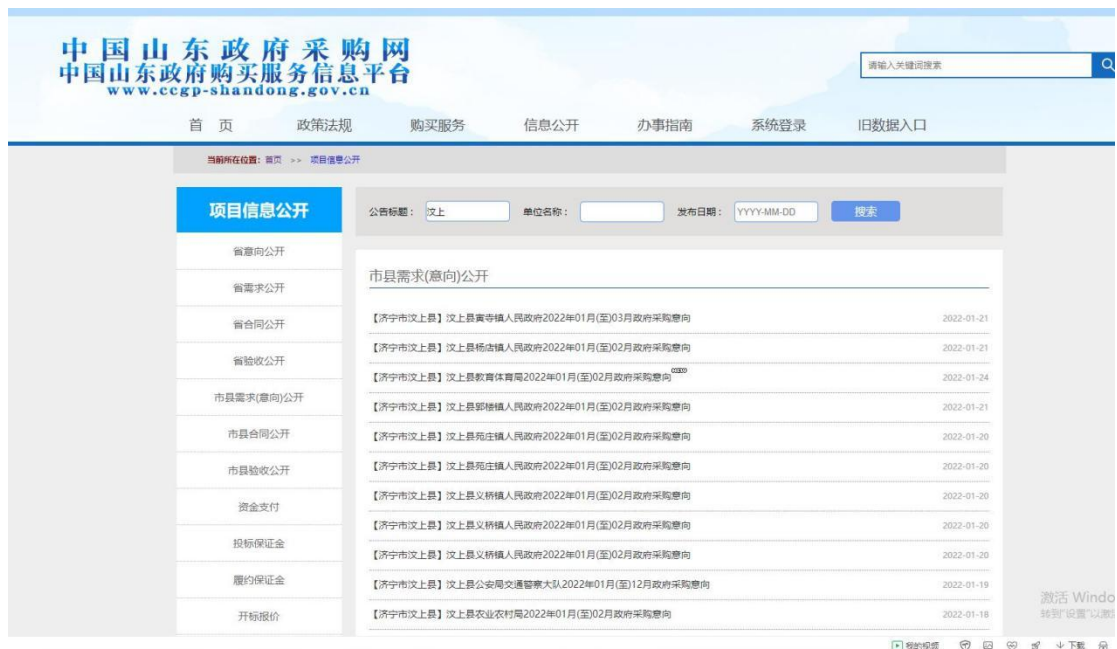 中国山东政府采购网
中国山东政府购买服务信息平台
www.ccgp-shandong.gov.cn
请输入关键词搜索
首 页 政策法规 购买服务 信息公开 办事指南 系统登录 旧数据入口
当前所在位置：首页 >> 项目信息公开
项目信息公开
省意向公开
省需求公开
省合同公开
省验收公开
市县需求(意向)公开
市县合同公开
市县验收公开
资金支付
投标保证金
履约保证金
开标报价
公告标题： 汶上 单位名称： 发布日期： YYYY-MM-DD 搜索
市县需求(意向)公开
【济宁市汶上县】汶上县寅寺镇人民政府2022年01月(至)03月政府采购意向 2022-01-21
【济宁市汶上县】汶上县杨店镇人民政府2022年01月(至)02月政府采购意向 2022-01-21
【济宁市汶上县】汶上县教育体育局2022年01月(至)02月政府采购意向 2022-01-24
【济宁市汶上县】汶上县郭楼镇人民政府2022年01月(至)02月政府采购意向 2022-01-21
【济宁市汶上县】汶上县苑庄镇人民政府2022年01月(至)02月政府采购意向 2022-01-20
【济宁市汶上县】汶上县苑庄镇人民政府2022年01月(至)02月政府采购意向 2022-01-20
【济宁市汶上县】汶上县义桥镇人民政府2022年01月(至)02月政府采购意向 2022-01-20
【济宁市汶上县】汶上县义桥镇人民政府2022年01月(至)02月政府采购意向 2022-01-20
【济宁市汶上县】汶上县义桥镇人民政府2022年01月(至)02月政府采购意向 2022-01-20
【济宁市汶上县】汶上县公安局交通警察大队2022年01月(至)12月政府采购意向 2022-01-19
【济宁市汶上县】汶上县农业农村局2022年01月(至)02月政府采购意向 2022-01-18
激活 Windo
转到"设置"以激活
我的视频 下载